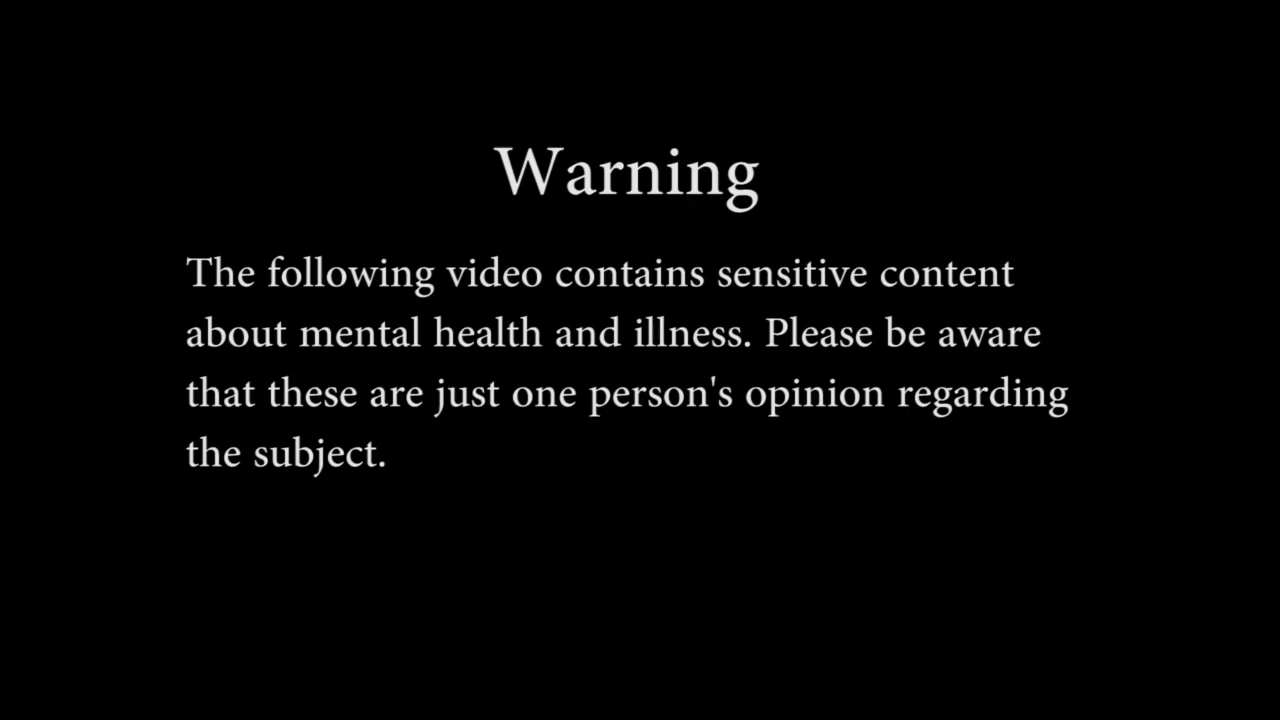 Warning
The following video contains sensitive content
about mental health and illness. Please be aware
that these are just one person's opinion regarding
the subject.